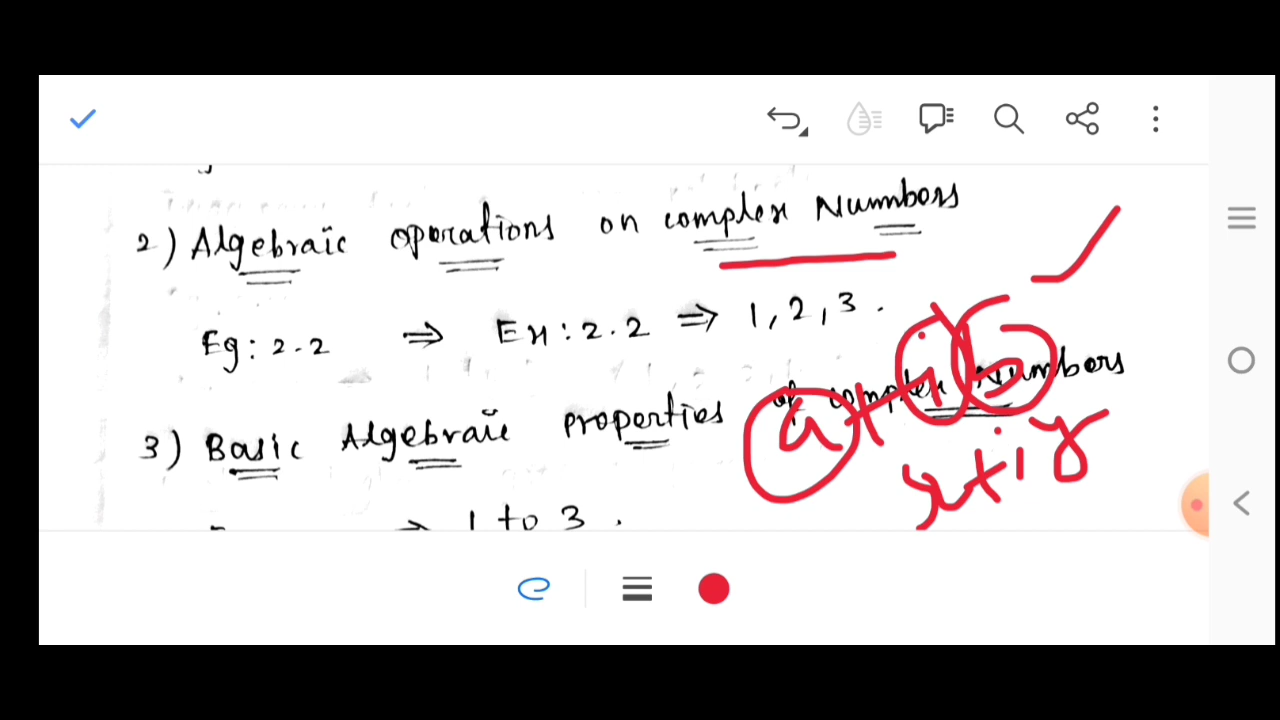 2) Algebraic operations on complex Numbers
Eg: 2.2 ⇒ Ex: 2.2 ⇒ 1, 2, 3.
3) Basic Algebraic properties of complex Numbers
a+ib
x+iy
⇒ 1 to 3.